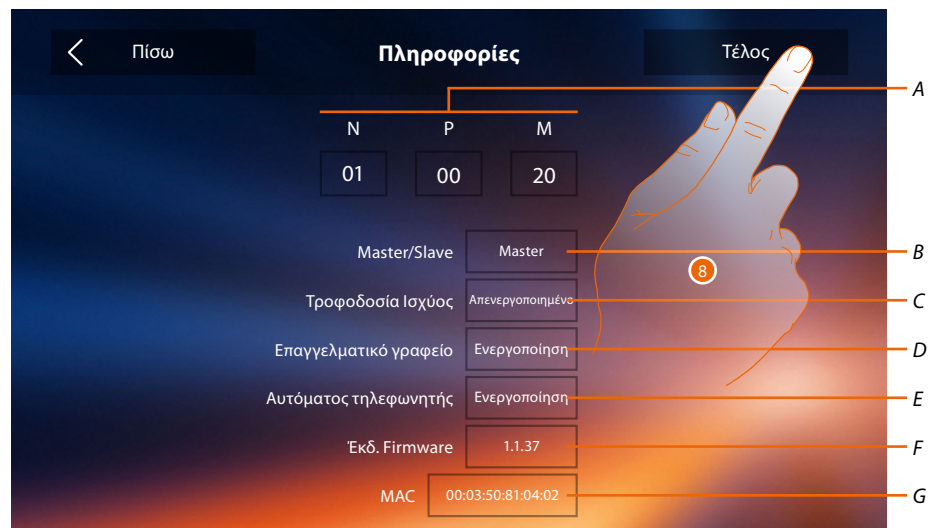 Πίσω Πληροφορίες Τέλος
A
N P M
01 00 20
Master/Slave Master B
8
Τροφοδοσία Ισχύος Απενεργοποιημένο C
Επαγγελματικό γραφείο Ενεργοποίηση D
Αυτόματος τηλεφωνητής Ενεργοποίηση E
Έκδ. Firmware 1.1.37 F
MAC 00:03:50:81:04:02 G